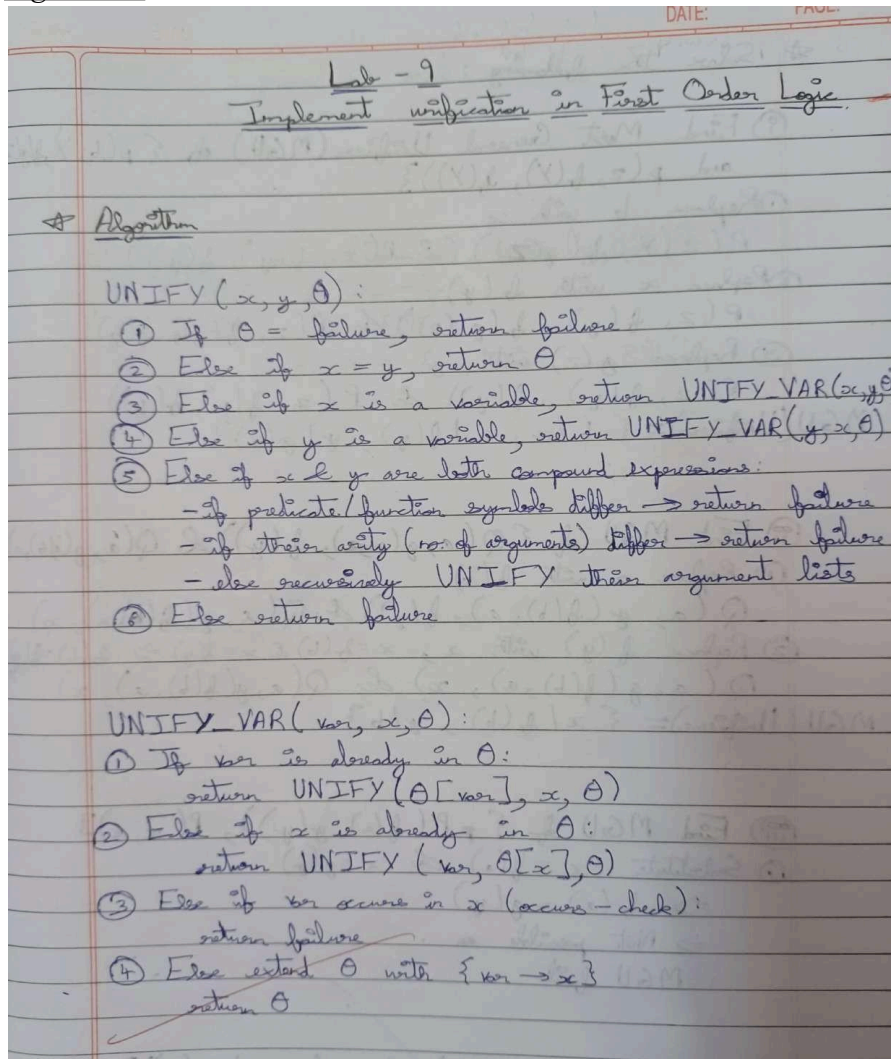 DATE: PAGE:
Lab - 9
Implement unification in First Order Logic
Algorithm
UNIFY (x, y, θ) :
① If θ = failure, return failure
② Else if x = y, return θ
③ Else if x is a variable, return UNIFY_VAR(x,y,θ
④ Else if y is a variable, return UNIFY_VAR(y,x,θ)
⑤ Else if x & y are both compound expressions:
- if predicate/function symbols differ → return failure
- if their arity (no. of arguments) differ → return failure
- else recursively UNIFY their argument lists
⑥ Else return failure
UNIFY_VAR( var, x, θ) :
① If var is already in θ:
return UNIFY (θ[var], x, θ)
② Else if x is already in θ:
return UNIFY (var, θ[x],θ)
③ Else if var occurs in x (occurs-check):
return failure
④ Else extend θ with {var → x}
return θ